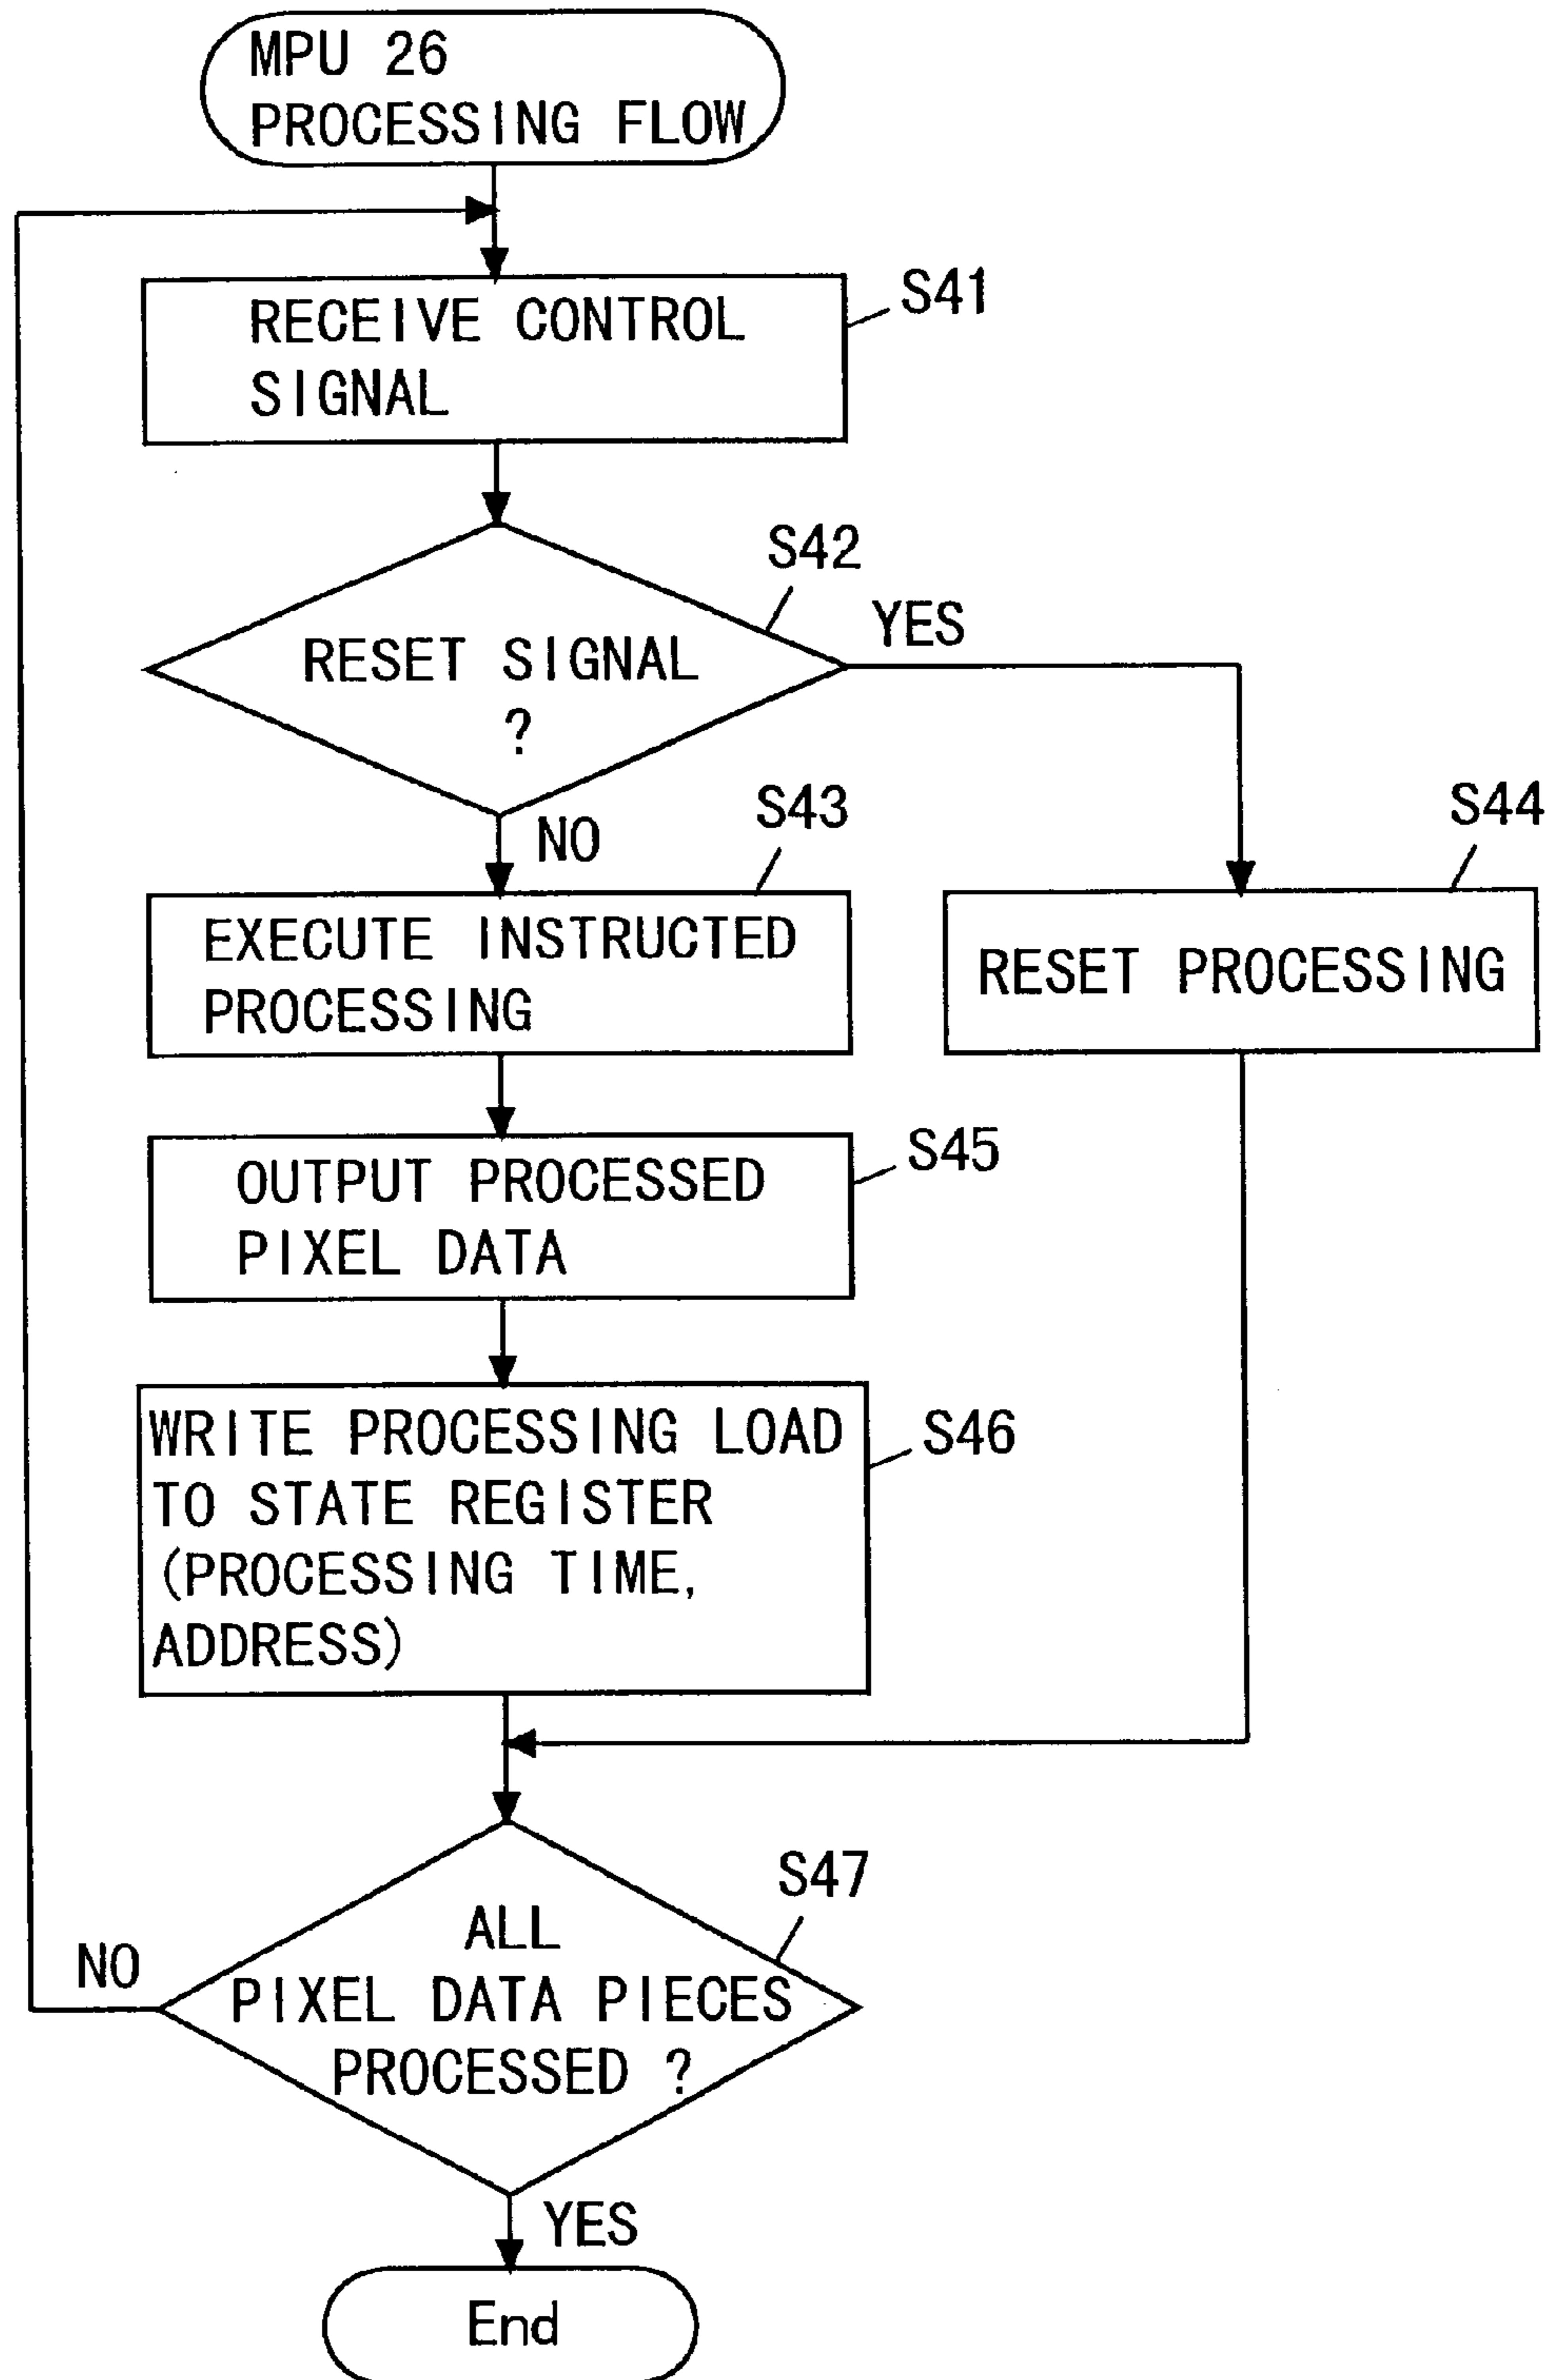 MPU 26
PROCESSING FLOW
RECEIVE CONTROL
SIGNAL
S41
S42
RESET SIGNAL
?
YES
NO
S43
EXECUTE INSTRUCTED
PROCESSING
S44
RESET PROCESSING
OUTPUT PROCESSED
PIXEL DATA
S45
WRITE PROCESSING LOAD
TO STATE REGISTER
(PROCESSING TIME,
ADDRESS)
S46
S47
ALL
PIXEL DATA PIECES
PROCESSED ?
NO
YES
End